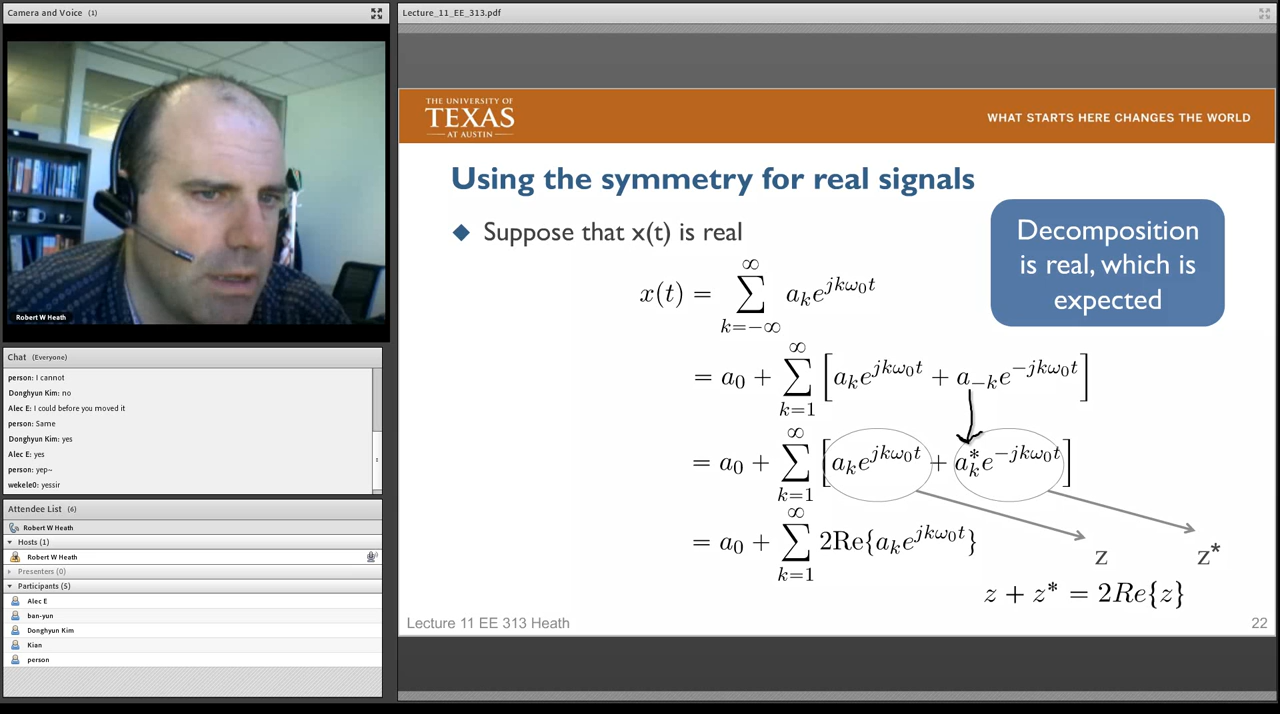 Camera and Voice (1)
Robert W Heath
Chat (Everyone)
person: I cannot
Donghyun Kim: no
Alec E: I could before you moved it
person: Same
Donghyun Kim: yes
Alec E: yes
person: yep~
wekele0: yessir
Attendee List (6)
Robert W Heath
Hosts (1)
Robert W Heath
Presenters (0)
Participants (5)
Alec E
ban-yun
Donghyun Kim
Kian
person
Lecture_11_EE_313.pdf
THE UNIVERSITY OF
TEXAS
AT AUSTIN
WHAT STARTS HERE CHANGES THE WORLD
Using the symmetry for real signals
◆ Suppose that x(t) is real
Decomposition
is real, which is
expected
x(t) = ∑_{k=-∞}^{∞} a_k e^{jkω_0t}
= a_0 + ∑_{k=1}^{∞} [a_k e^{jkω_0t} + a_{-k} e^{-jkω_0t}]
= a_0 + ∑_{k=1}^{∞} [a_k e^{jkω_0t} + a_k^* e^{-jkω_0t}]
= a_0 + ∑_{k=1}^{∞} 2Re{a_k e^{jkω_0t}}
z z*
z + z* = 2Re{z}
Lecture 11 EE 313 Heath 22